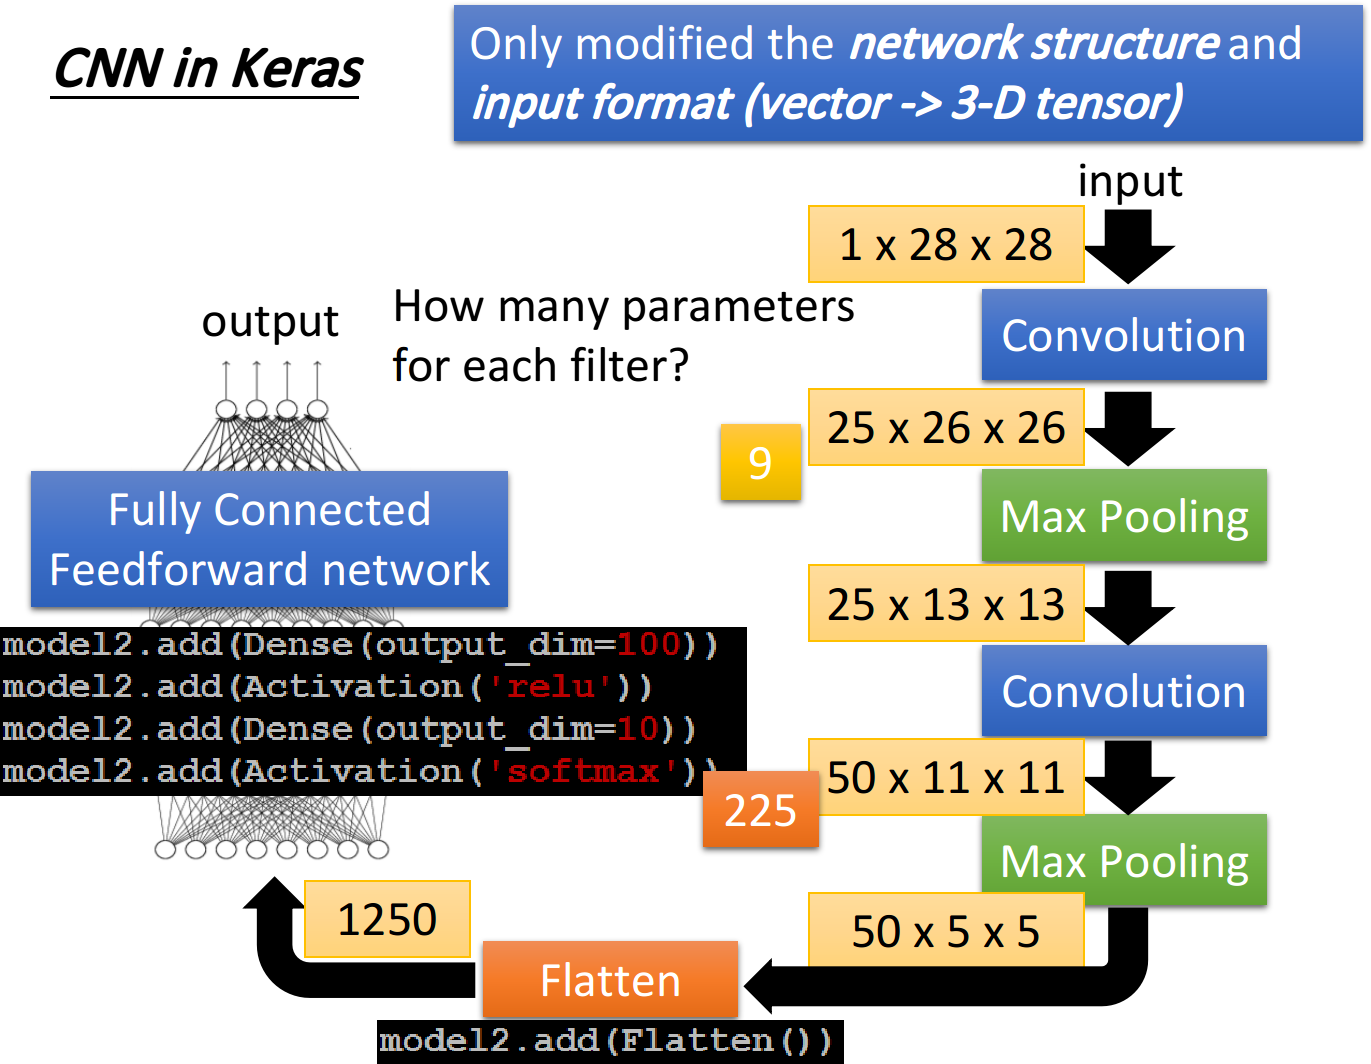 CNN in Keras
Only modified the network structure and
input format (vector -> 3-D tensor)
input
1 x 28 x 28
Convolution
How many parameters
for each filter?
output
25 x 26 x 26
9
Max Pooling
Fully Connected
Feedforward network
25 x 13 x 13
model2.add(Dense(output_dim=100))
model2.add(Activation('relu'))
model2.add(Dense(output_dim=10))
model2.add(Activation('softmax'))
Convolution
50 x 11 x 11
225
Max Pooling
50 x 5 x 5
1250
Flatten
model2.add(Flatten())